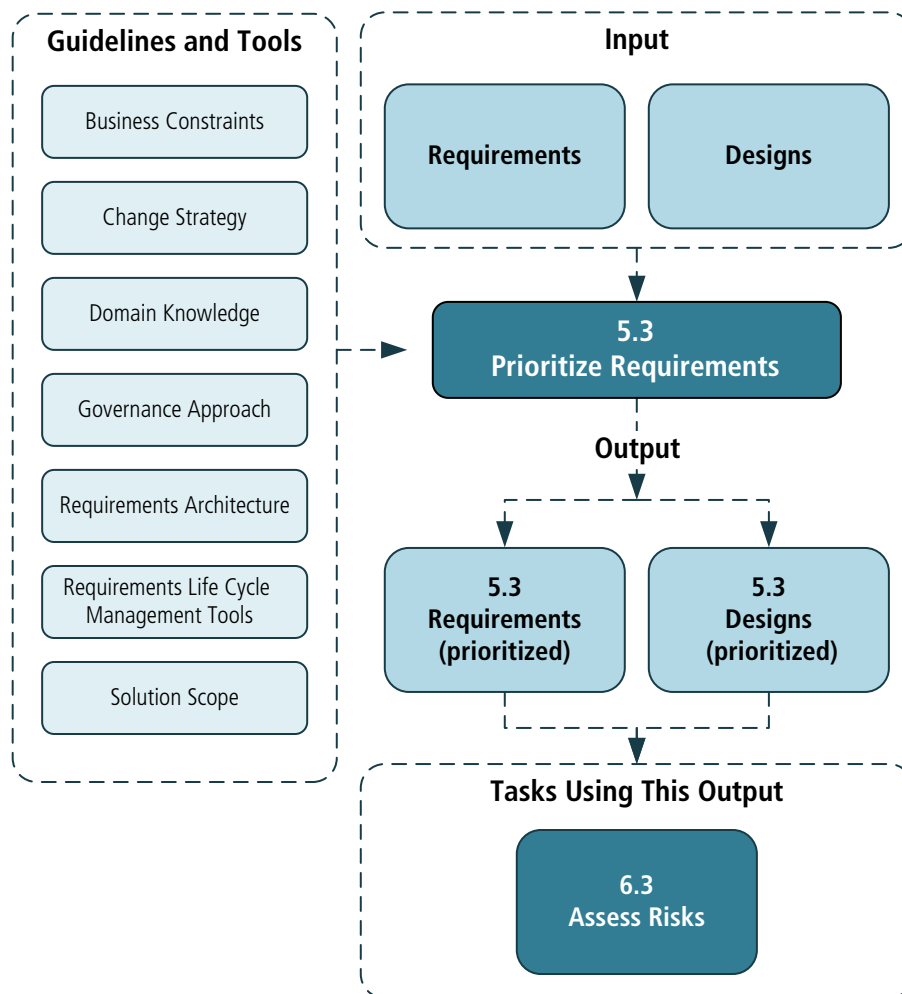 Guidelines and Tools
Business Constraints
Change Strategy
Domain Knowledge
Governance Approach
Requirements Architecture
Requirements Life Cycle
Management Tools
Solution Scope
Input
Requirements
Designs
5.3
Prioritize Requirements
Output
5.3
Requirements
(prioritized)
5.3
Designs
(prioritized)
Tasks Using This Output
6.3
Assess Risks